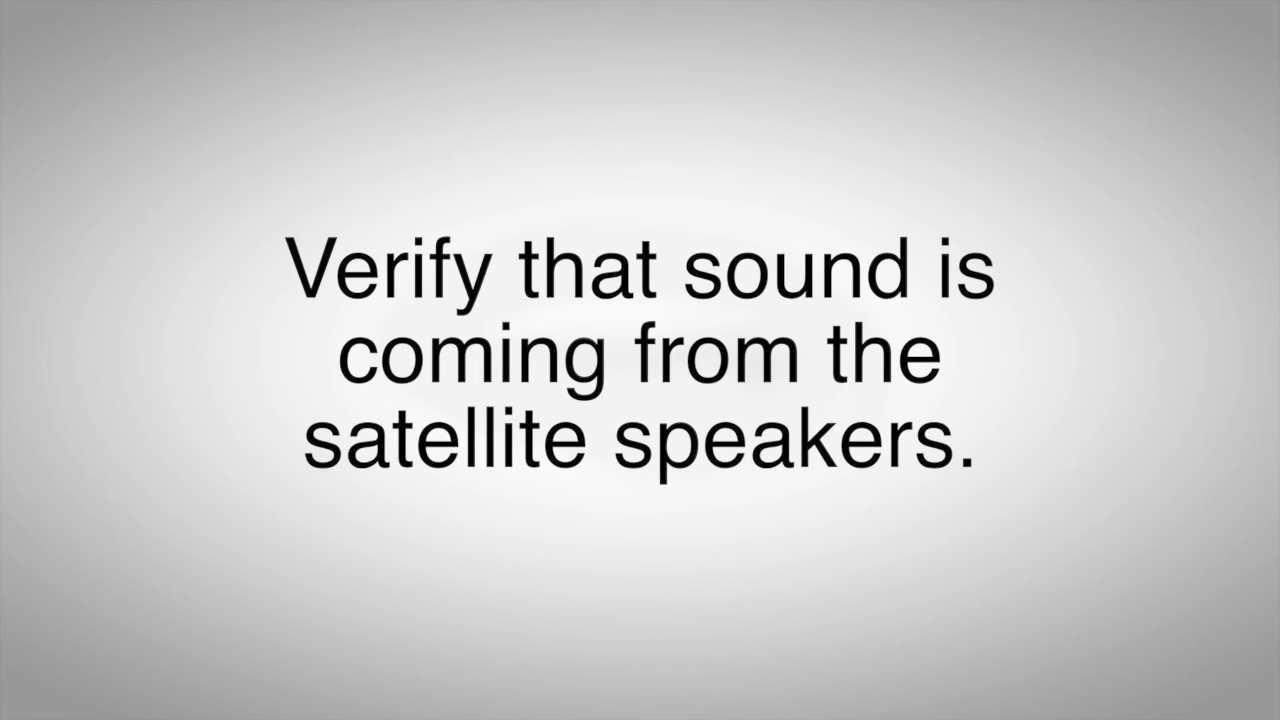 Verify that sound is
coming from the
satellite speakers.